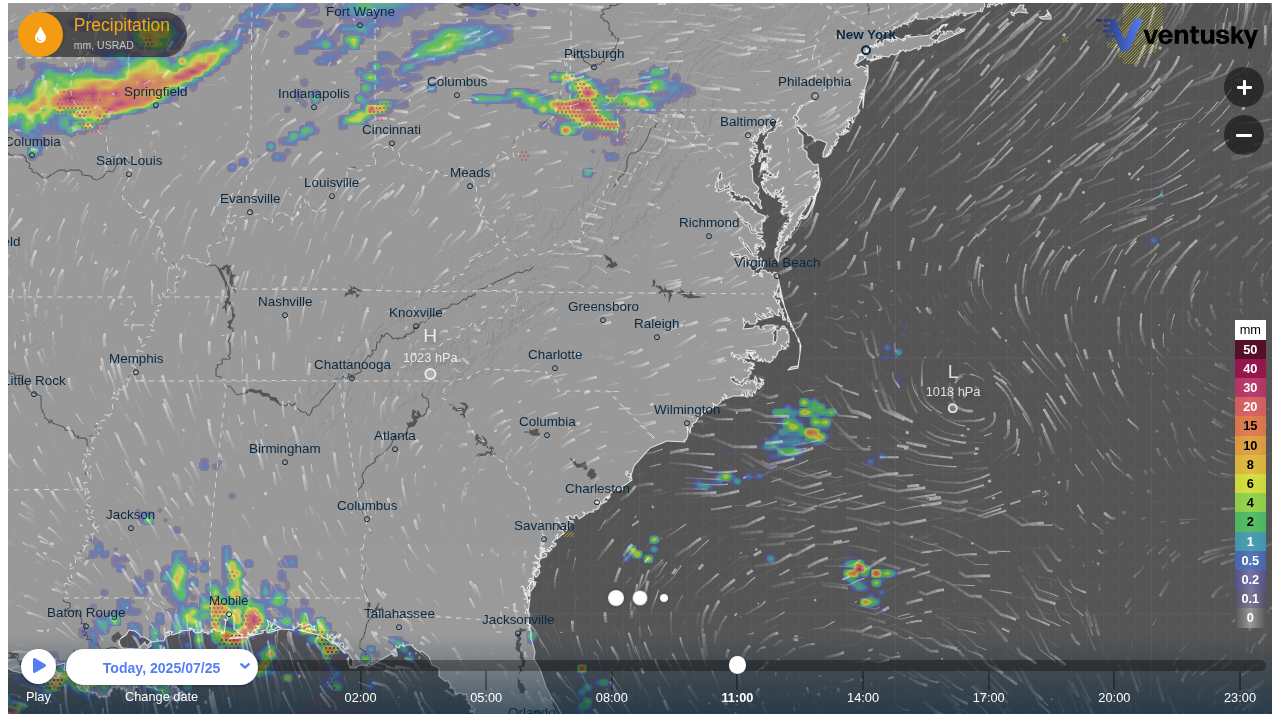 Precipitation
mm, USRAD
Fort Wayne
New York
ventusky
Pittsburgh
Columbus
Philadelphia
Springfield
Indianapolis
+
Cincinnati
Baltimore
Columbia
−
Saint Louis
Meads
Louisville
Evansville
Richmond
eld
Virginia Beach
Nashville
Knoxville
Greensboro
Raleigh
H
1023 hPa
Memphis
Chattanooga
Charlotte
L
1018 hPa
Little Rock
Wilmington
Columbia
Atlanta
Birmingham
Charleston
Columbus
Jackson
Savannah
mm
50
40
30
20
15
10
8
6
4
2
1
0.5
0.2
0.1
0
Mobile
Baton Rouge
Tallahassee
Jacksonville
Today, 2025/07/25
Play
Change date
02:00
05:00
08:00
11:00
14:00
17:00
20:00
23:00
Orlando